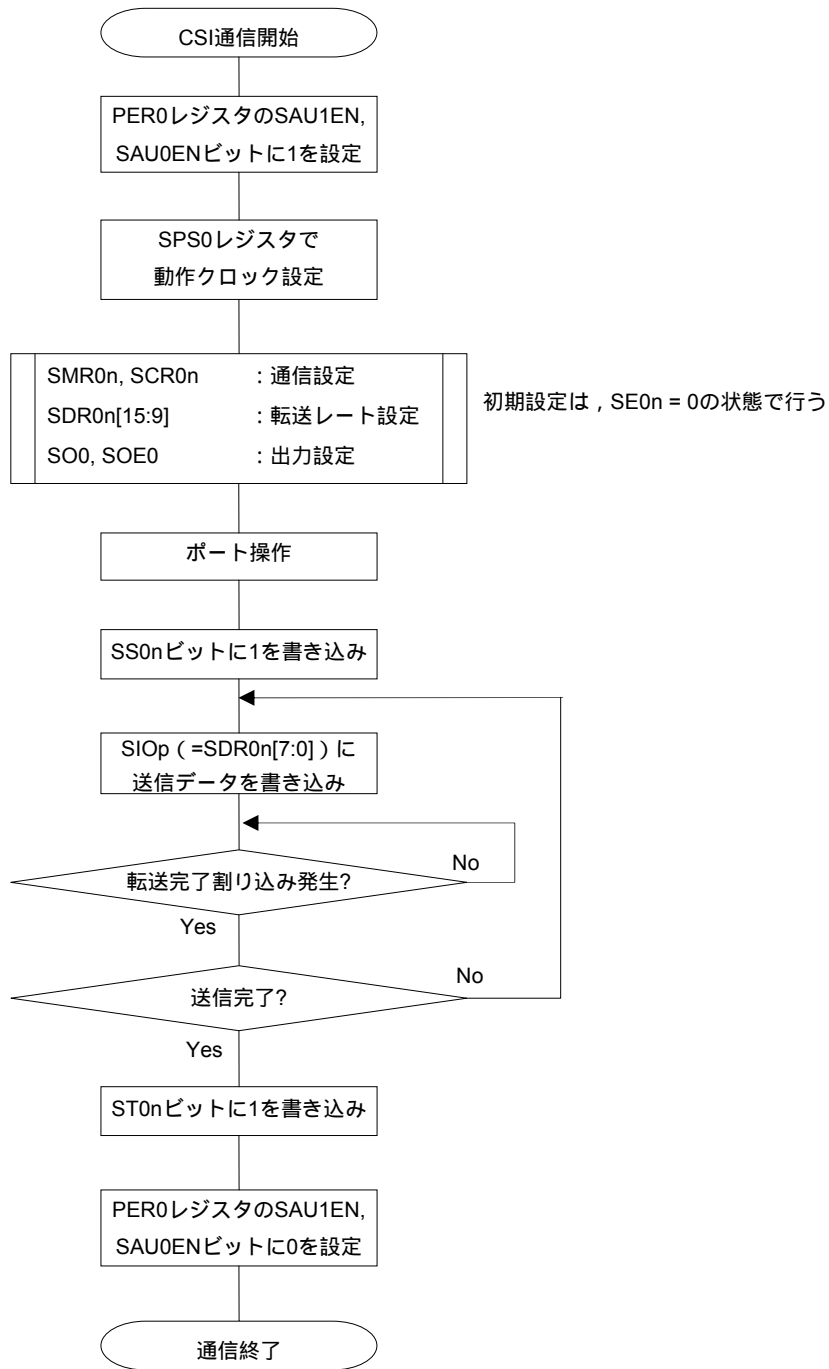 CSI通信開始
PER0レジスタのSAU1EN,
SAU0ENビットに1を設定
SPS0レジスタで
動作クロック設定
SMR0n, SCR0n ：通信設定
SDR0n[15:9] ：転送レート設定
SO0, SOE0 ：出力設定
初期設定は，SE0n = 0の状態で行う
ポート操作
SS0nビットに1を書き込み
SIOp（=SDR0n[7:0]）に
送信データを書き込み
転送完了割り込み発生?
No
Yes
送信完了?
No
Yes
ST0nビットに1を書き込み
PER0レジスタのSAU1EN,
SAU0ENビットに0を設定
通信終了